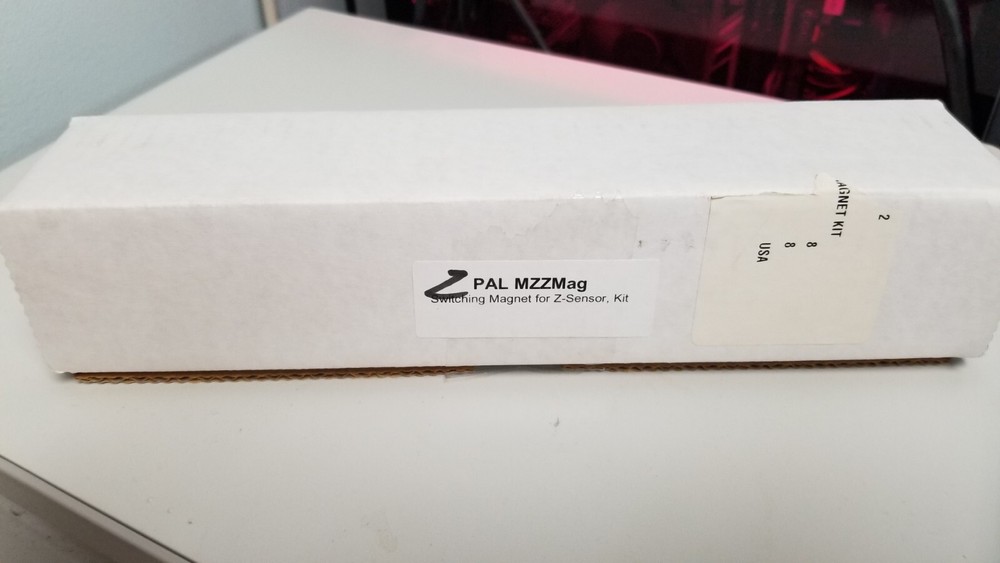 Z PAL MZZMag
Switching Magnet for Z-Sensor, Kit
2
AGNET KIT
8
8
USA